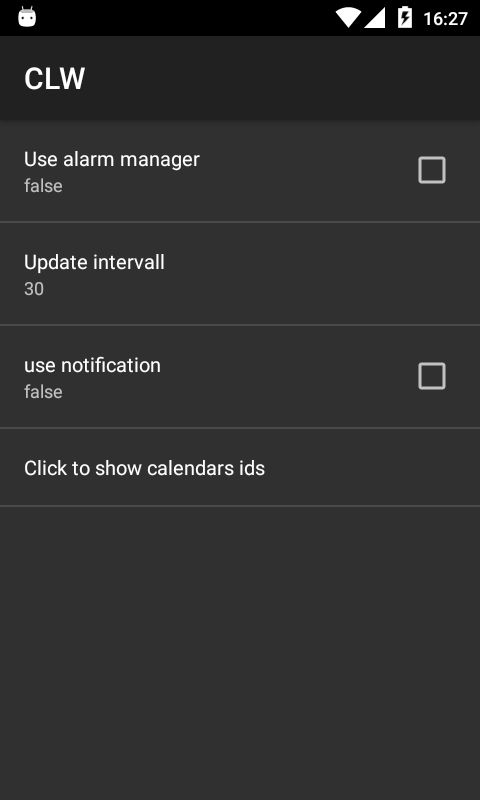 16:27
CLW
Use alarm manager
false
Update intervall
30
use notification
false
Click to show calendars ids